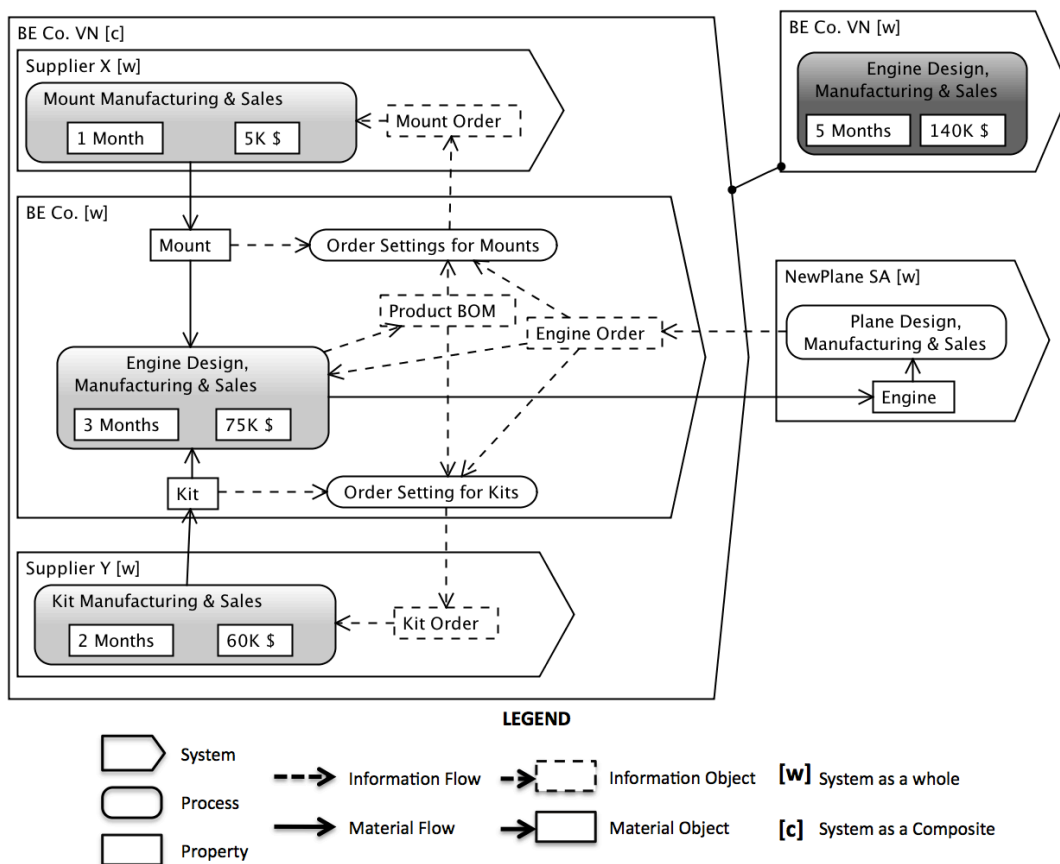 BE Co. VN [c]
Supplier X [w]
Mount Manufacturing & Sales
1 Month
5K $
Mount Order
BE Co. VN [w]
Engine Design,
Manufacturing & Sales
5 Months
140K $
BE Co. [w]
Mount
Order Settings for Mounts
Product BOM
Engine Order
Engine Design,
Manufacturing & Sales
3 Months
75K $
Kit
Order Setting for Kits
NewPlane SA [w]
Plane Design,
Manufacturing & Sales
Engine
Supplier Y [w]
Kit Manufacturing & Sales
2 Months
60K $
Kit Order
LEGEND
System
Process
Property
Information Flow
Material Flow
Information Object
Material Object
[w] System as a whole
[c] System as a Composite